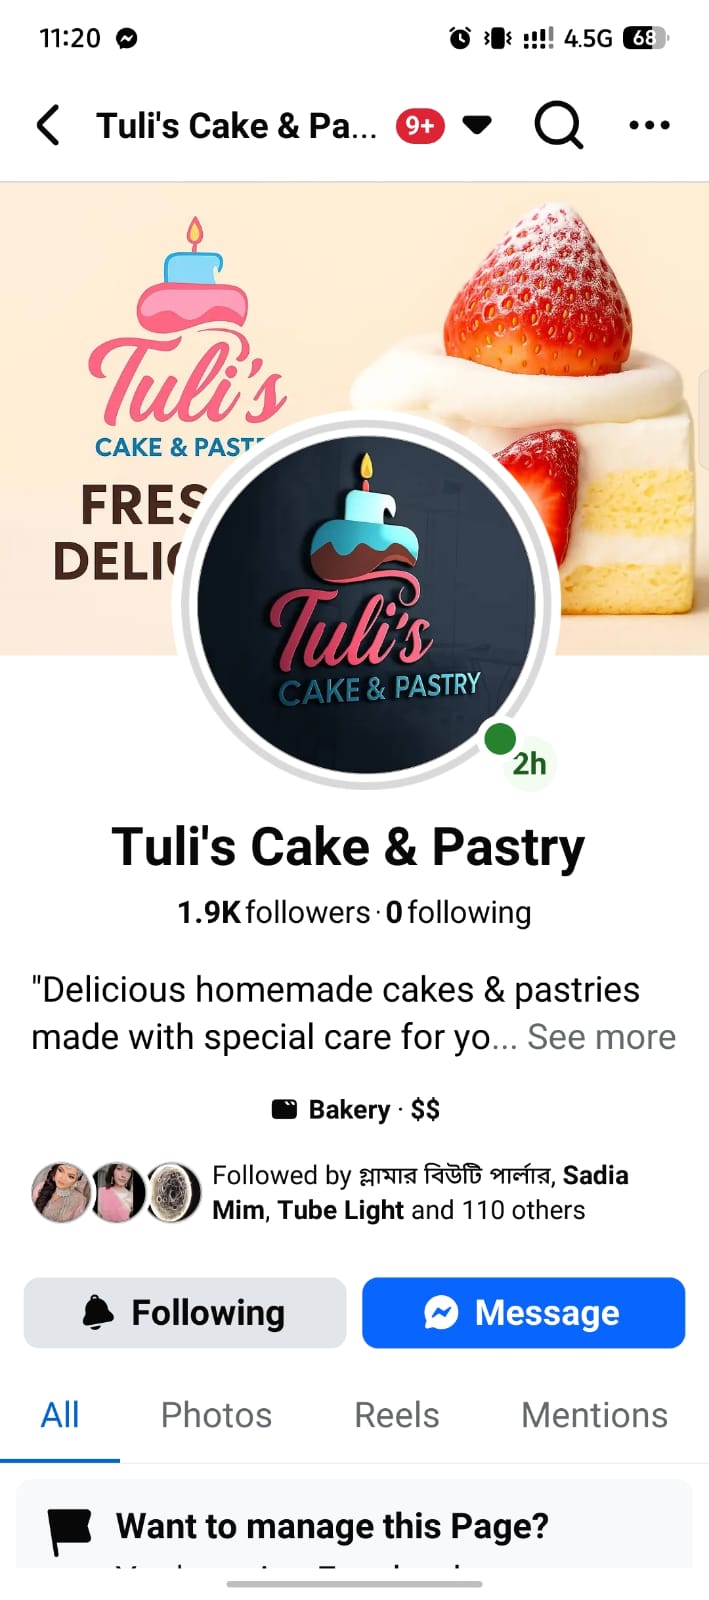 11:20
4.5G 68
Tuli's Cake & Pa... 9+
Tuli's
CAKE & PAST
FRES
DELIC
Tuli's
CAKE & PASTRY
2h
Tuli's Cake & Pastry
1.9K followers · 0 following
"Delicious homemade cakes & pastries
made with special care for yo... See more
Bakery · $$
Followed by গ্লামার বিউটি পার্লার, Sadia
Mim, Tube Light and 110 others
Following
Message
All Photos Reels Mentions
Want to manage this Page?